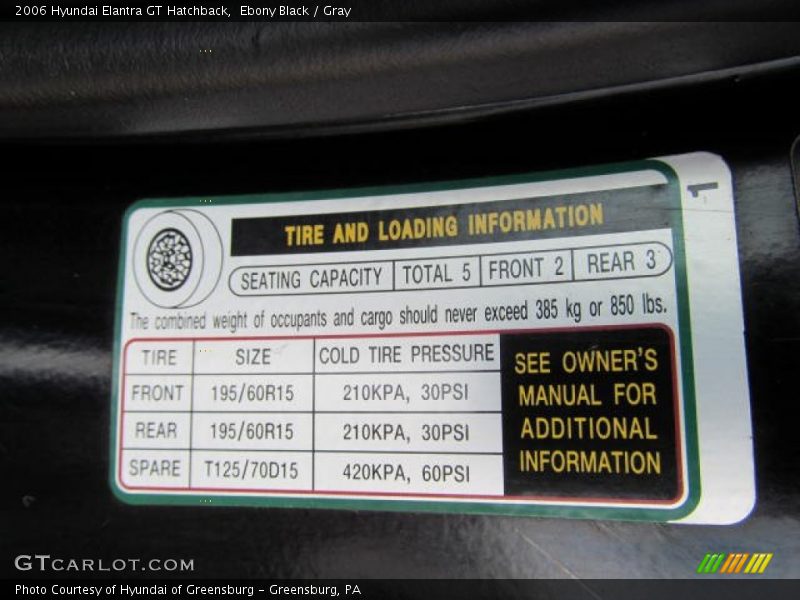 2006 Hyundai Elantra GT Hatchback, Ebony Black / Gray
TIRE AND LOADING INFORMATION
1
SEATING CAPACITY TOTAL 5 FRONT 2 REAR 3
The combined weight of occupants and cargo should never exceed 385 kg or 850 lbs.
TIRE SIZE COLD TIRE PRESSURE
FRONT 195/60R15 210KPA, 30PSI
REAR 195/60R15 210KPA, 30PSI
SPARE T125/70D15 420KPA, 60PSI
SEE OWNER'S
MANUAL FOR
ADDITIONAL
INFORMATION
GTCARLOT.COM
Photo Courtesy of Hyundai of Greensburg - Greensburg, PA